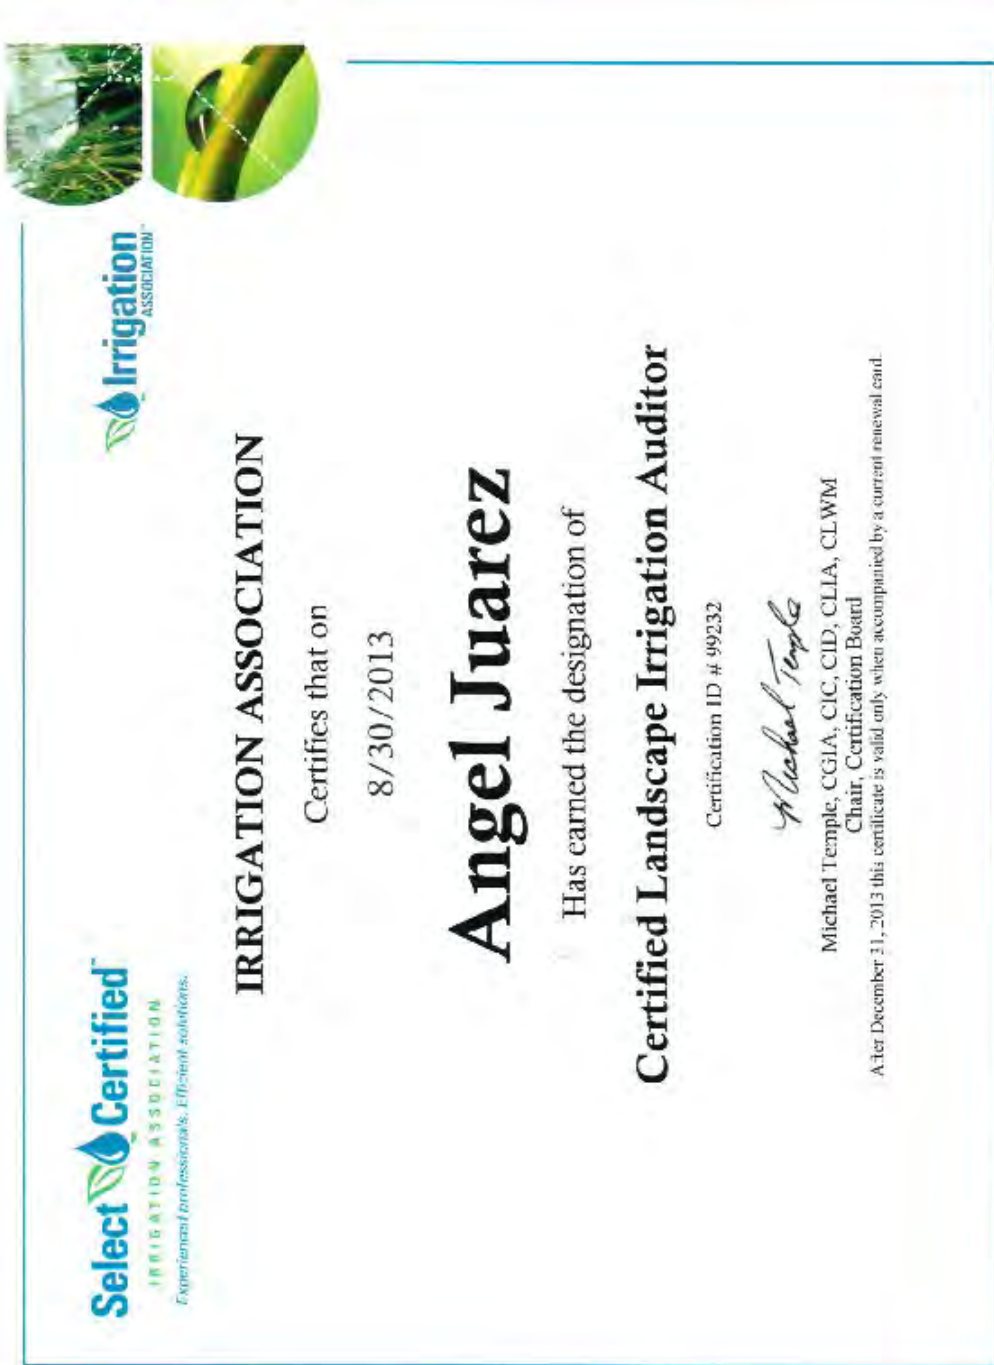 Select Certified™
IRRIGATION ASSOCIATION
Experienced professionals. Efficient solutions.
Irrigation
ASSOCIATION™
IRRIGATION ASSOCIATION
Certifies that on
8/30/2013
Angel Juarez
Has earned the designation of
Certified Landscape Irrigation Auditor
Certification ID # 99232
Michael Temple
Michael Temple, CGIA, CIC, CID, CLIA, CLWM
Chair, Certification Board
After December 31, 2013 this certificate is valid only when accompanied by a current renewal card.